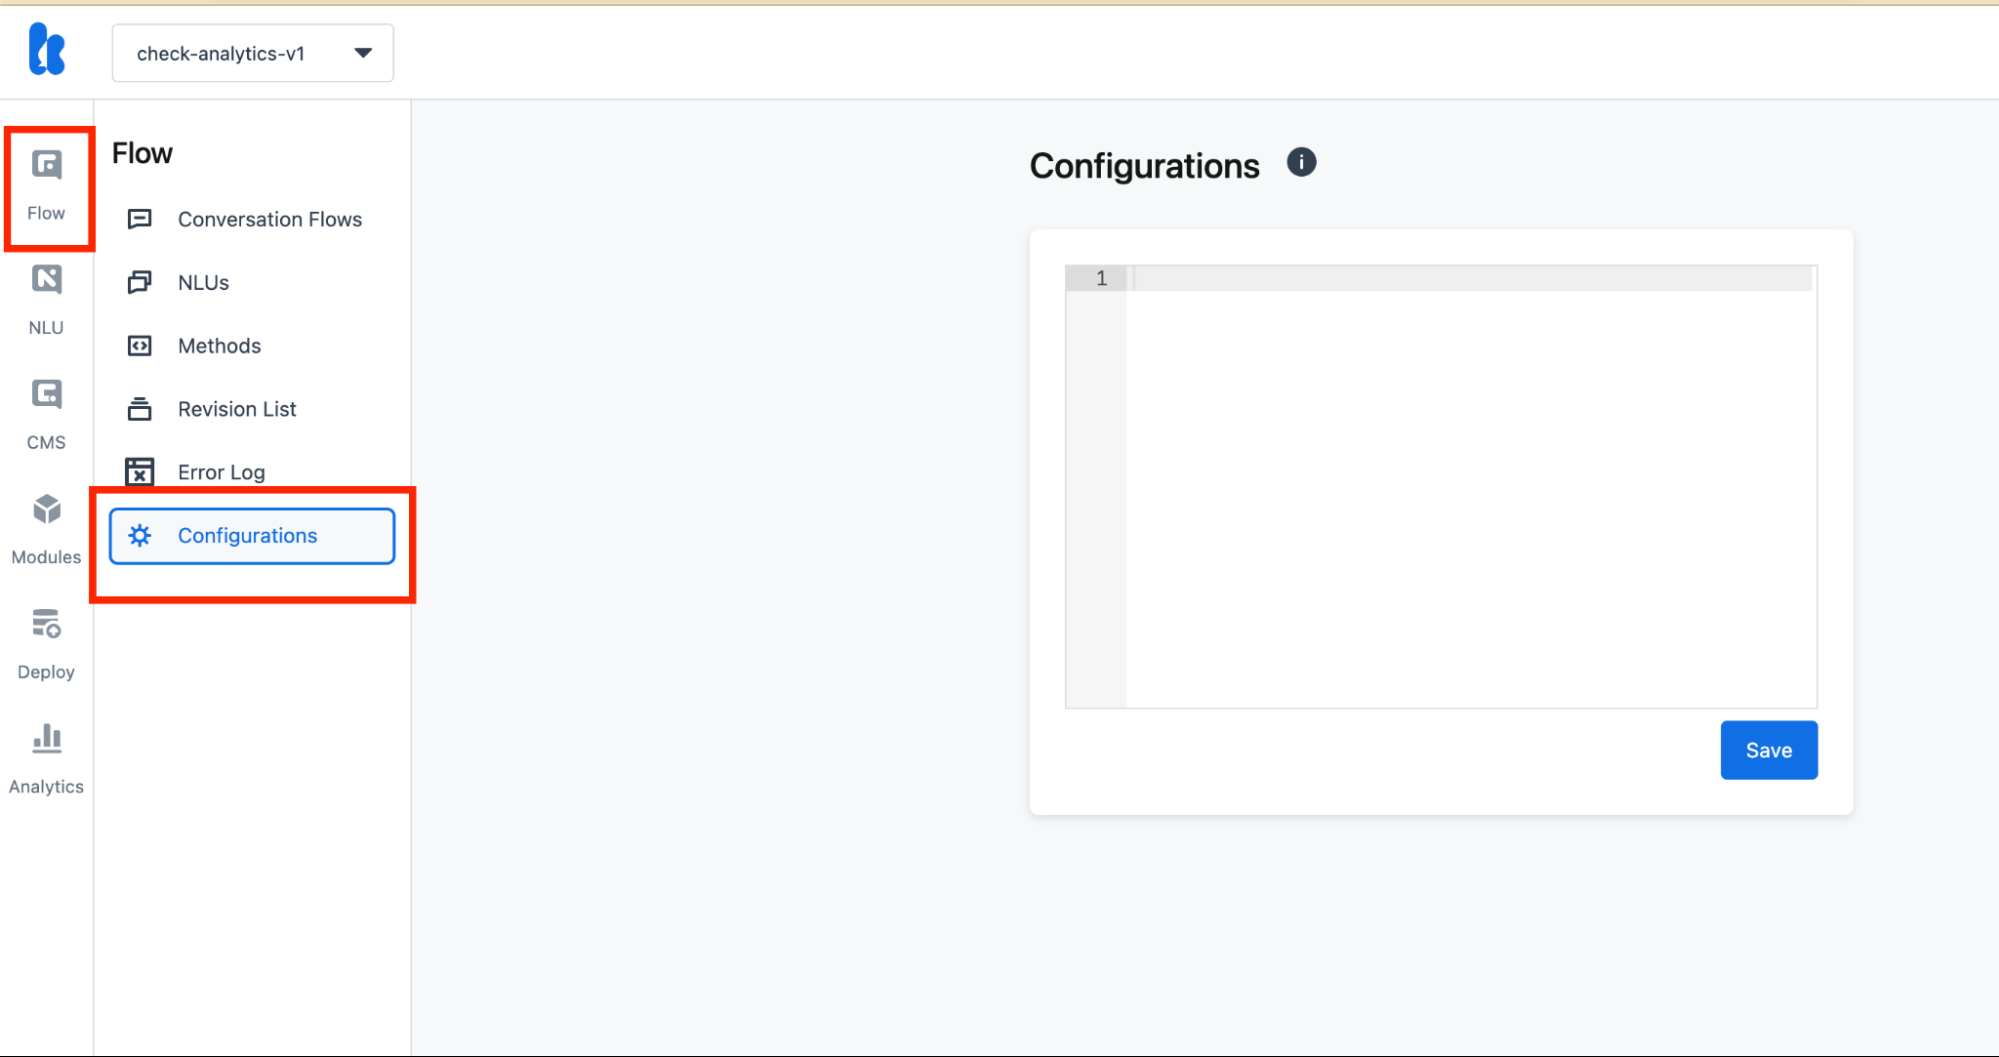 check-analytics-v1
Flow
NLU
CMS
Modules
Deploy
Analytics
Flow
Conversation Flows
NLUs
Methods
Revision List
Error Log
Configurations
Configurations
1
Save